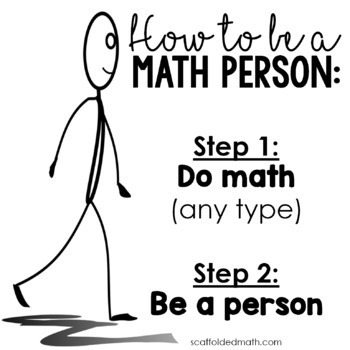 How to be a
MATH PERSON:
Step 1:
Do math
(any type)
Step 2:
Be a person
scaffoldedmath.com